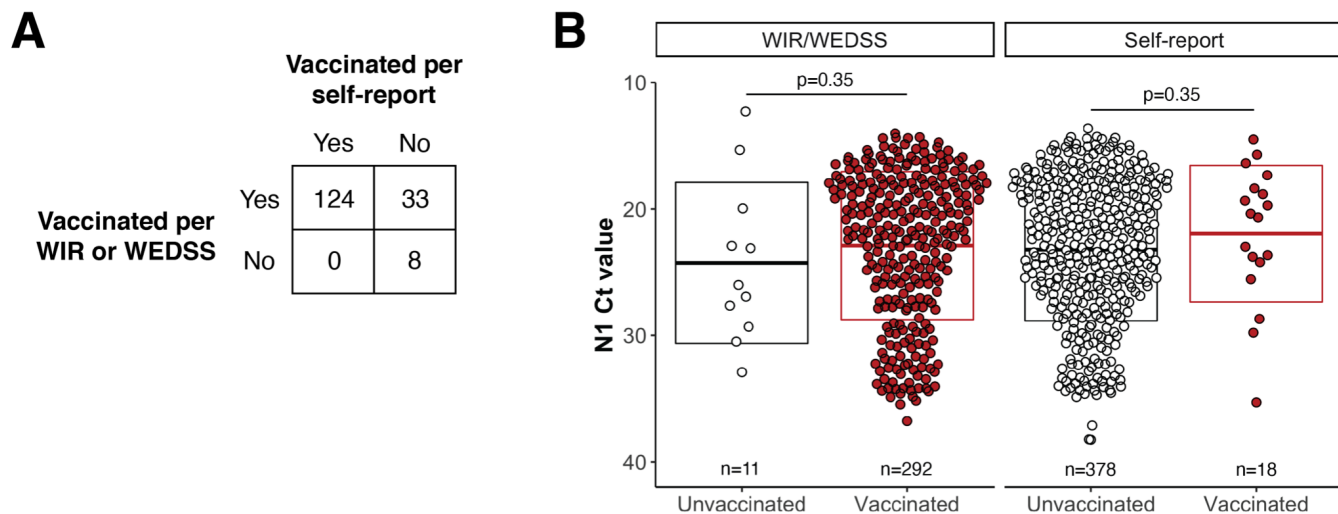 A
Vaccinated per
self-report
Yes No
Vaccinated per
WIR or WEDSS
Yes 124 33
No 0 8
B
WIR/WEDSS Self-report
p=0.35 p=0.35
N1 Ct value
10
20
30
40
n=11 n=292 n=378 n=18
Unvaccinated Vaccinated Unvaccinated Vaccinated